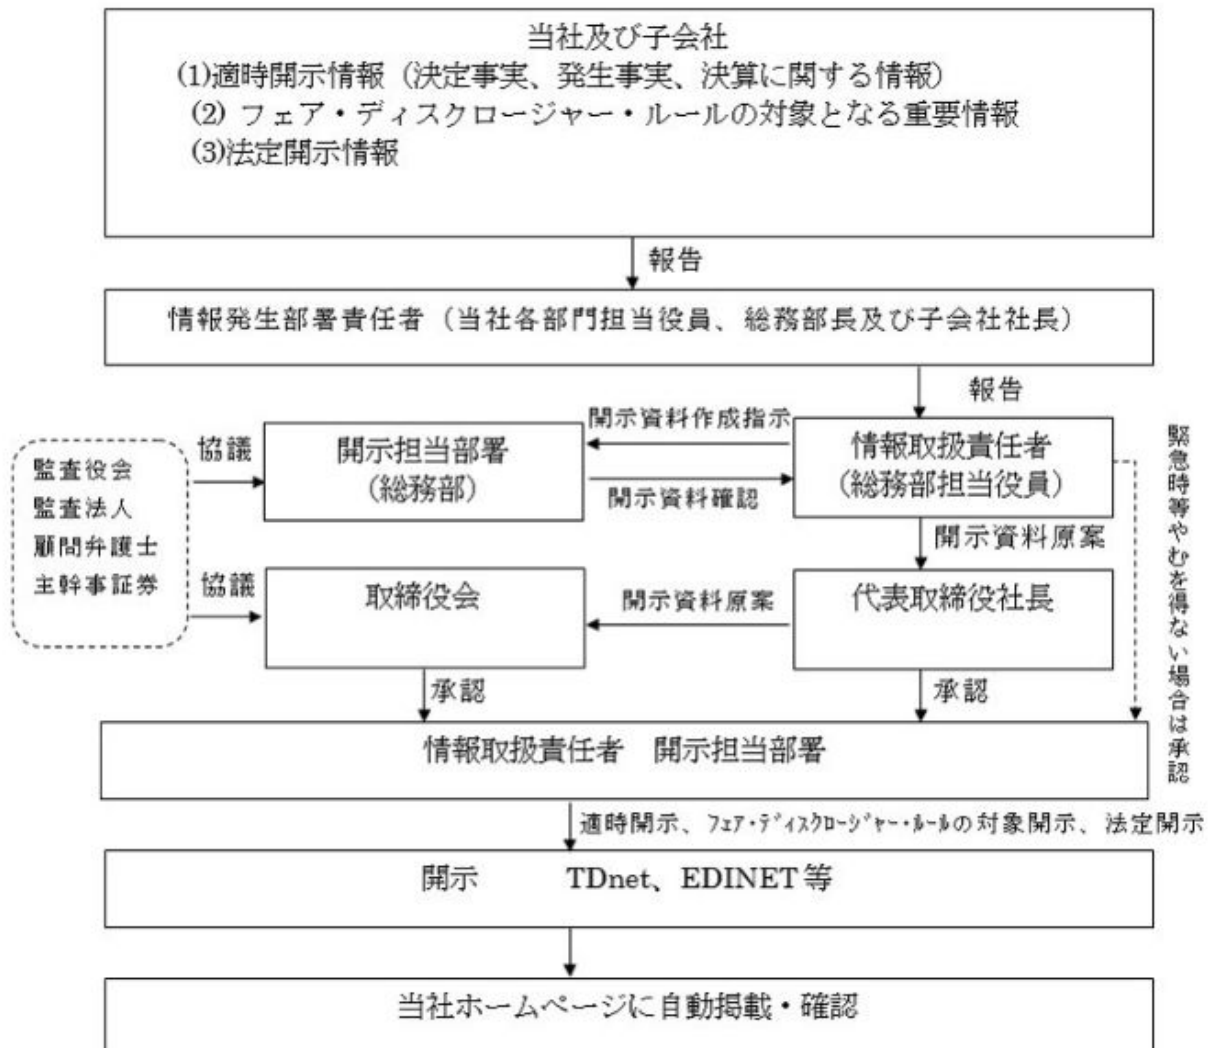 当社及び子会社
(1)適時開示情報（決定事実、発生事実、決算に関する情報）
(2) フェア・ディスクロージャー・ルールの対象となる重要情報
(3)法定開示情報
報告
情報発生部署責任者（当社各部門担当役員、総務部長及び子会社社長）
報告
開示資料作成指示
協議
開示担当部署
(総務部)
情報取扱責任者
(総務部担当役員)
開示資料確認
監査役会
監査法人
顧問弁護士
主幹事証券
開示資料原案
協議
取締役会
開示資料原案
代表取締役社長
緊急時等やむを得ない場合は承認
承認
承認
情報取扱責任者　開示担当部署
適時開示、ﾌｪｱ・ﾃﾞｨｽｸﾛｰｼﾞｬｰ・ﾙｰﾙの対象開示、法定開示
開示　　　TDnet、EDINET 等
当社ホームページに自動掲載・確認